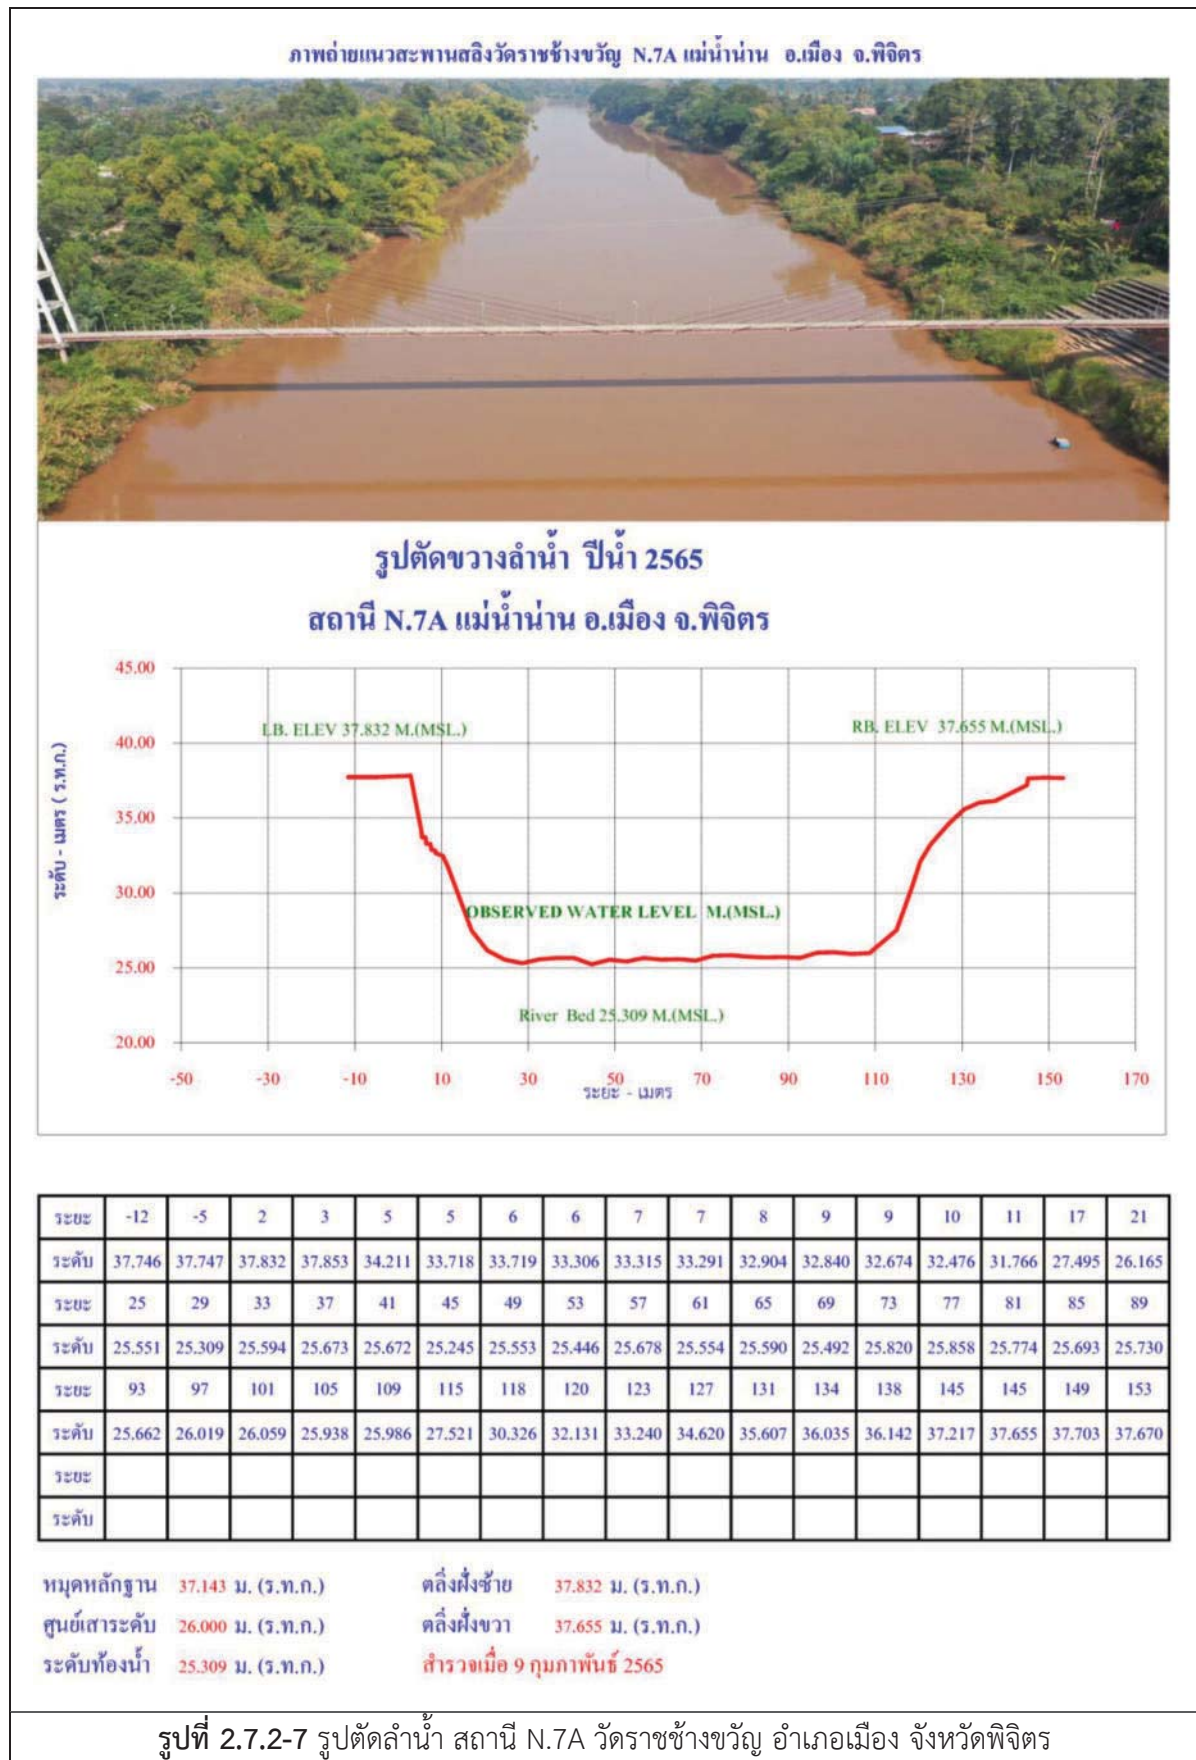 ภาพถ่ายแนวสะพานสลิงวัดราชช้างขวัญ N.7A แม่น้ำน่าน อ.เมือง จ.พิจิตร
รูปตัดขวางลำน้ำ ปีน้ำ 2565
สถานี N.7A แม่น้ำน่าน อ.เมือง จ.พิจิตร
ระดับ - เมตร ( ร.ท.ก.)
45.00
40.00
35.00
30.00
25.00
20.00
LB. ELEV 37.832 M.(MSL.)
RB. ELEV 37.655 M.(MSL.)
OBSERVED WATER LEVEL M.(MSL.)
River Bed 25.309 M.(MSL.)
-50 -30 -10 10 30 50 70 90 110 130 150 170
ระยะ - เมตร
ระยะ -12 -5 2 3 5 5 6 6 7 7 8 9 9 10 11 17 21
ระดับ 37.746 37.747 37.832 37.853 34.211 33.718 33.719 33.306 33.315 33.291 32.904 32.840 32.674 32.476 31.766 27.495 26.165
ระยะ 25 29 33 37 41 45 49 53 57 61 65 69 73 77 81 85 89
ระดับ 25.551 25.309 25.594 25.673 25.672 25.245 25.553 25.446 25.678 25.554 25.590 25.492 25.820 25.858 25.774 25.693 25.730
ระยะ 93 97 101 105 109 115 118 120 123 127 131 134 138 145 145 149 153
ระดับ 25.662 26.019 26.059 25.938 25.986 27.521 30.326 32.131 33.240 34.620 35.607 36.035 36.142 37.217 37.655 37.703 37.670
ระยะ
ระดับ
หมุดหลักฐาน 37.143 ม. (ร.ท.ก.) ตลิ่งฝั่งซ้าย 37.832 ม. (ร.ท.ก.)
ศูนย์เสาระดับ 26.000 ม. (ร.ท.ก.) ตลิ่งฝั่งขวา 37.655 ม. (ร.ท.ก.)
ระดับท้องน้ำ 25.309 ม. (ร.ท.ก.) สำรวจเมื่อ 9 กุมภาพันธ์ 2565
รูปที่ 2.7.2-7 รูปตัดลำน้ำ สถานี N.7A วัดราชช้างขวัญ อำเภอเมือง จังหวัดพิจิตร